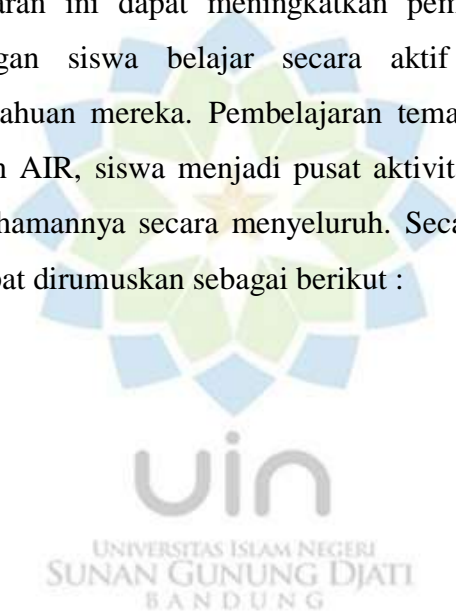 aran ini dapat meningkatkan pem
gan siswa belajar secara aktif
ahuan mereka. Pembelajaran tema
n AIR, siswa menjadi pusat aktivit
hamannya secara menyeluruh. Seca
pat dirumuskan sebagai berikut :
uin
UNIVERSITAS ISLAM NEGERI
SUNAN GUNUNG DJATI
BANDUNG